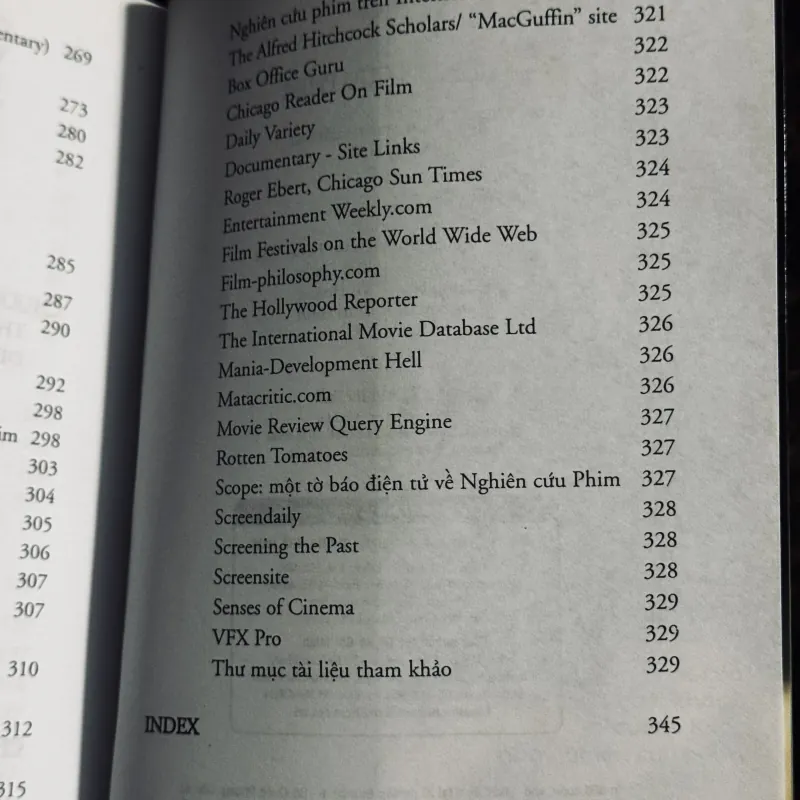 entary) 269
273
280
282
285
287
290
292
298
im 298
303
304
305
306
307
307
310
312
315
Nghiên cứu phim trên
The Alfred Hitchcock Scholars/ “MacGuffin” site 321
Box Office Guru 322
Chicago Reader On Film 322
Daily Variety 323
Documentary - Site Links 323
Roger Ebert, Chicago Sun Times 324
Entertainment Weekly.com 324
Film Festivals on the World Wide Web 325
Film-philosophy.com 325
The Hollywood Reporter 325
The International Movie Database Ltd 326
Mania-Development Hell 326
Matacritic.com 326
Movie Review Query Engine 327
Rotten Tomatoes 327
Scope: một tờ báo điện tử về Nghiên cứu Phim 327
Screendaily 328
Screening the Past 328
Screensite 328
Senses of Cinema 329
VFX Pro 329
Thư mục tài liệu tham khảo 329
INDEX 345